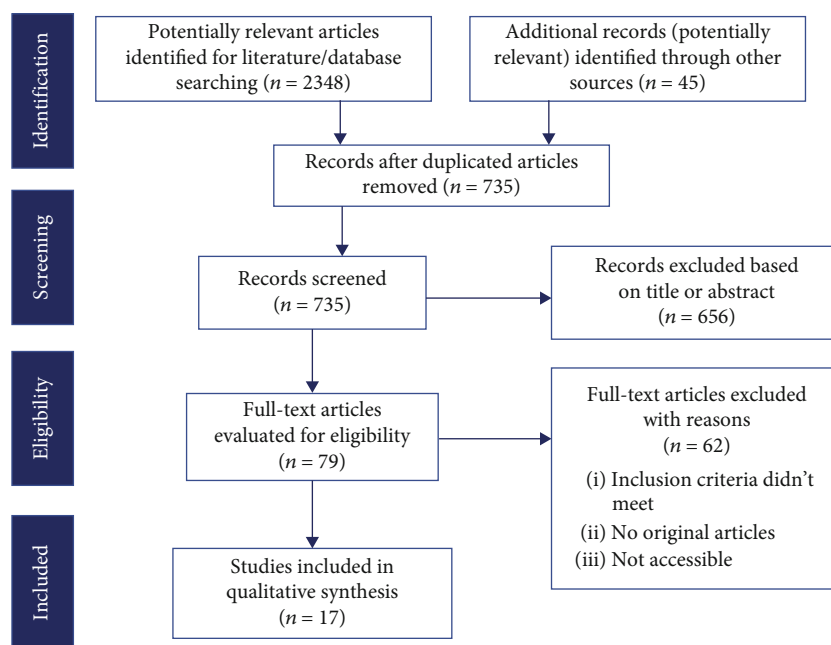 Identification
Potentially relevant articles
identified for literature/database
searching (n = 2348)
Additional records (potentially
relevant) identified through other
sources (n = 45)
Records after duplicated articles
removed (n = 735)
Screening
Records screened
(n = 735)
Records excluded based
on title or abstract
(n = 656)
Eligibility
Full-text articles
evaluated for eligibility
(n = 79)
Full-text articles excluded
with reasons
(n = 62)
(i) Inclusion criteria didn't
meet
(ii) No original articles
(iii) Not accessible
Included
Studies included in
qualitative synthesis
(n = 17)